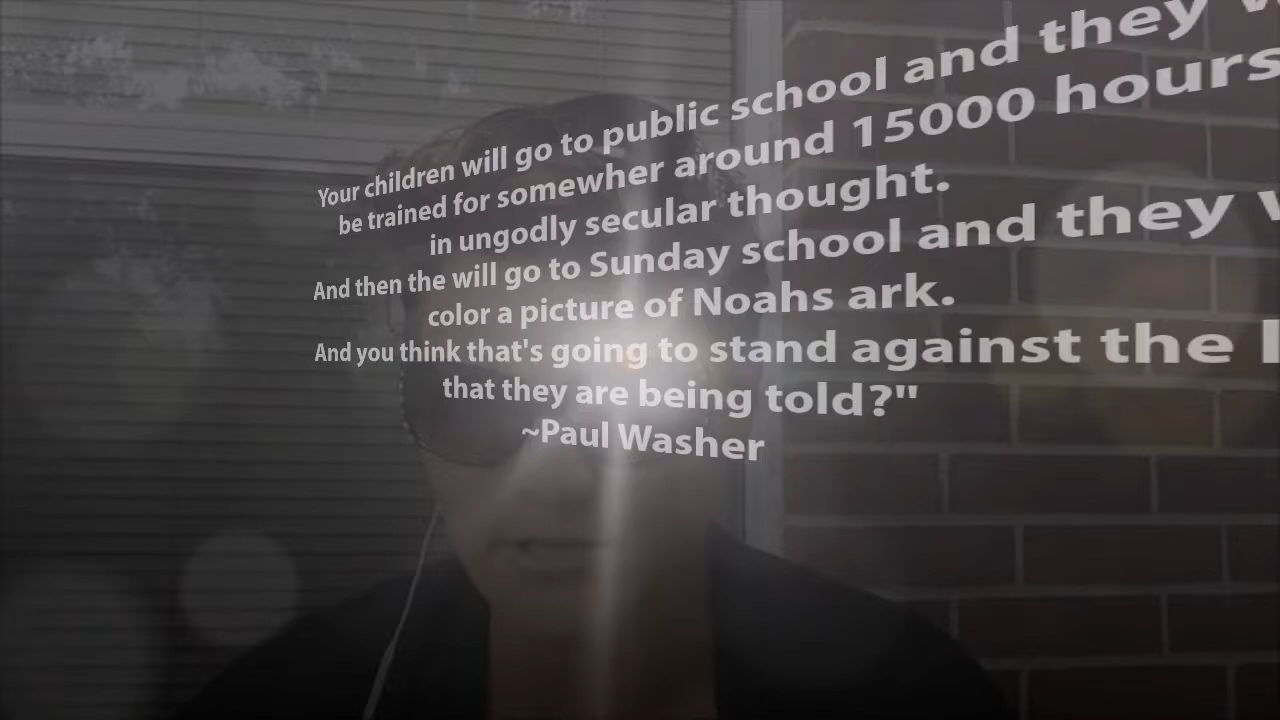 Your children will go to public school and they
be trained for somewher around 15000 hours
in ungodly secular thought.
And then the will go to Sunday school and they
color a picture of Noahs ark.
And you think that's going to stand against the
that they are being told?"
~Paul Washer